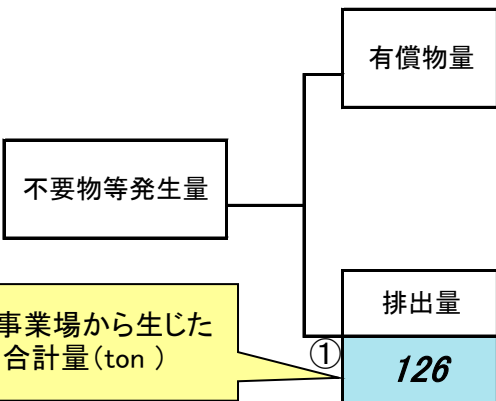 有償物量
不要物等発生量
排出量
事業場から生じた
合計量(ton )
①
126